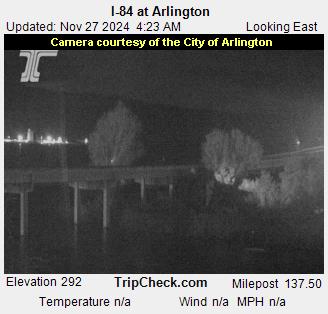 I-84 at Arlington
Updated: Nov 27 2024 4:23 AM Looking East
Camera courtesy of the City of Arlington
Elevation 292 TripCheck.com Milepost 137.50
Temperature n/a Wind n/a MPH n/a